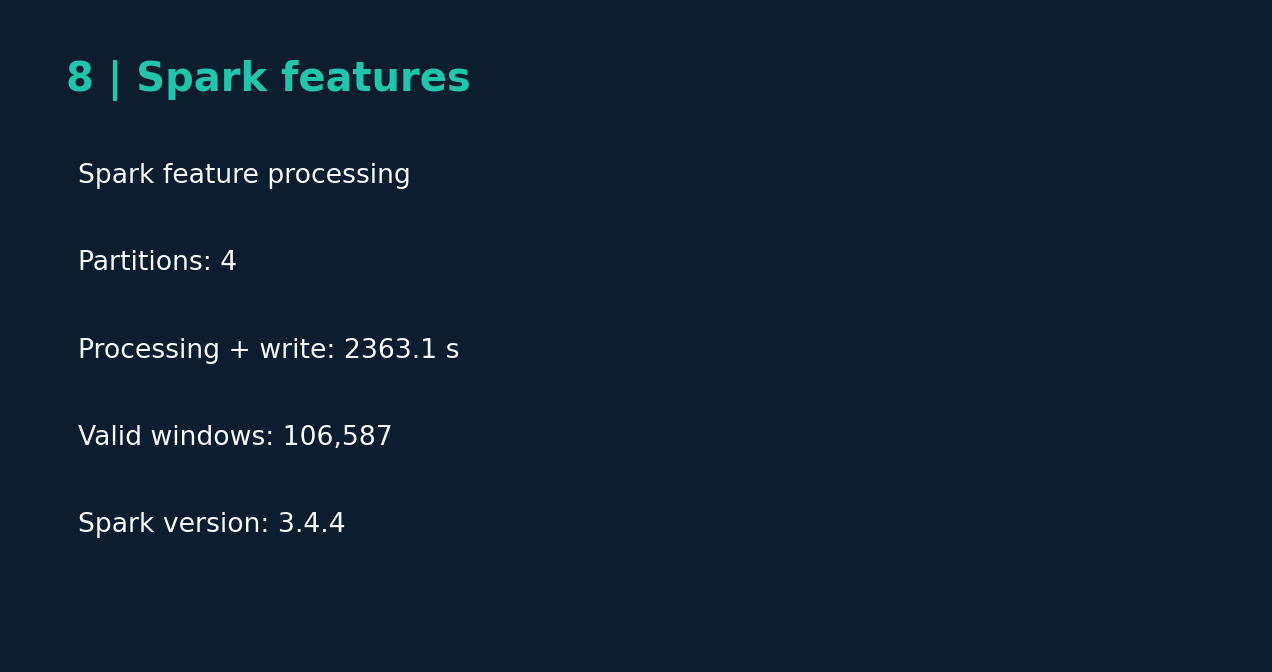 8 | Spark features
Spark feature processing
Partitions: 4
Processing + write: 2363.1 s
Valid windows: 106,587
Spark version: 3.4.4